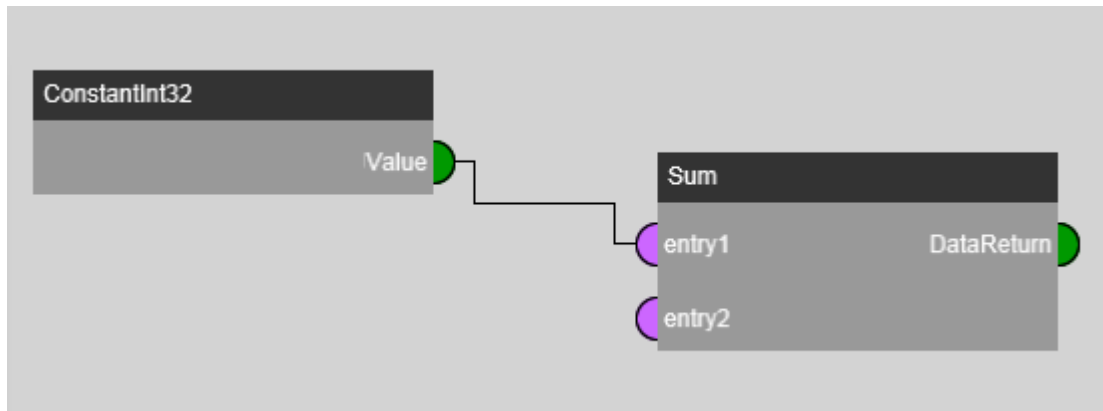 ConstantInt32
Value
Sum
entry1
DataReturn
entry2